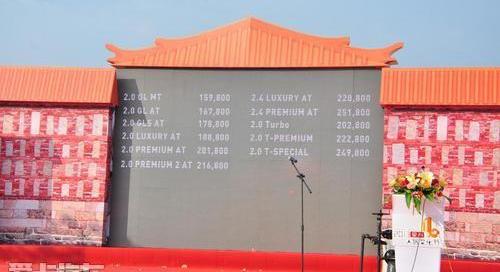 2.0 GL MT 159,800
2.0 GL AT 167,800
2.0 GLS AT 178,800
2.0 LUXURY AT 188,800
2.0 PREMIUM AT 201,800
2.0 PREMIUM 2 AT 216,800
2.4 LUXURY AT 220,800
2.4 PREMIUM AT 251,800
2.0 Turbo 202,800
2.0 T-PREMIUM 222,800
2.0 T-SPECIAL 249,800